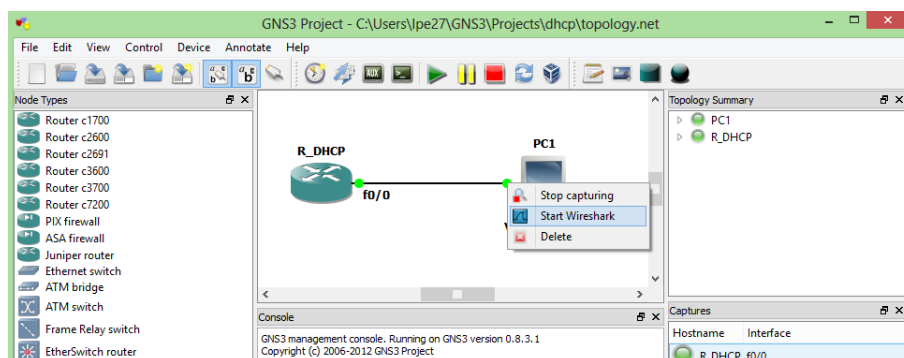 GNS3 Project - C:\Users\lpe27\GNS3\Projects\dhcp\topology.net
File Edit View Control Device Annotate Help
AUX
Node Types
Router c1700
Router c2600
Router c2691
Router c3600
Router c3700
Router c7200
PIX firewall
ASA firewall
Juniper router
Ethernet switch
ATM bridge
ATM switch
Frame Relay switch
EtherSwitch router
R_DHCP
f0/0
PC1
Stop capturing
Start Wireshark
Delete
Console
GNS3 management console. Running on GNS3 version 0.8.3.1
Copyright (c) 2006-2012 GNS3 Project
Topology Summary
PC1
R_DHCP
Captures
Hostname Interface
R_DHCP f0/0